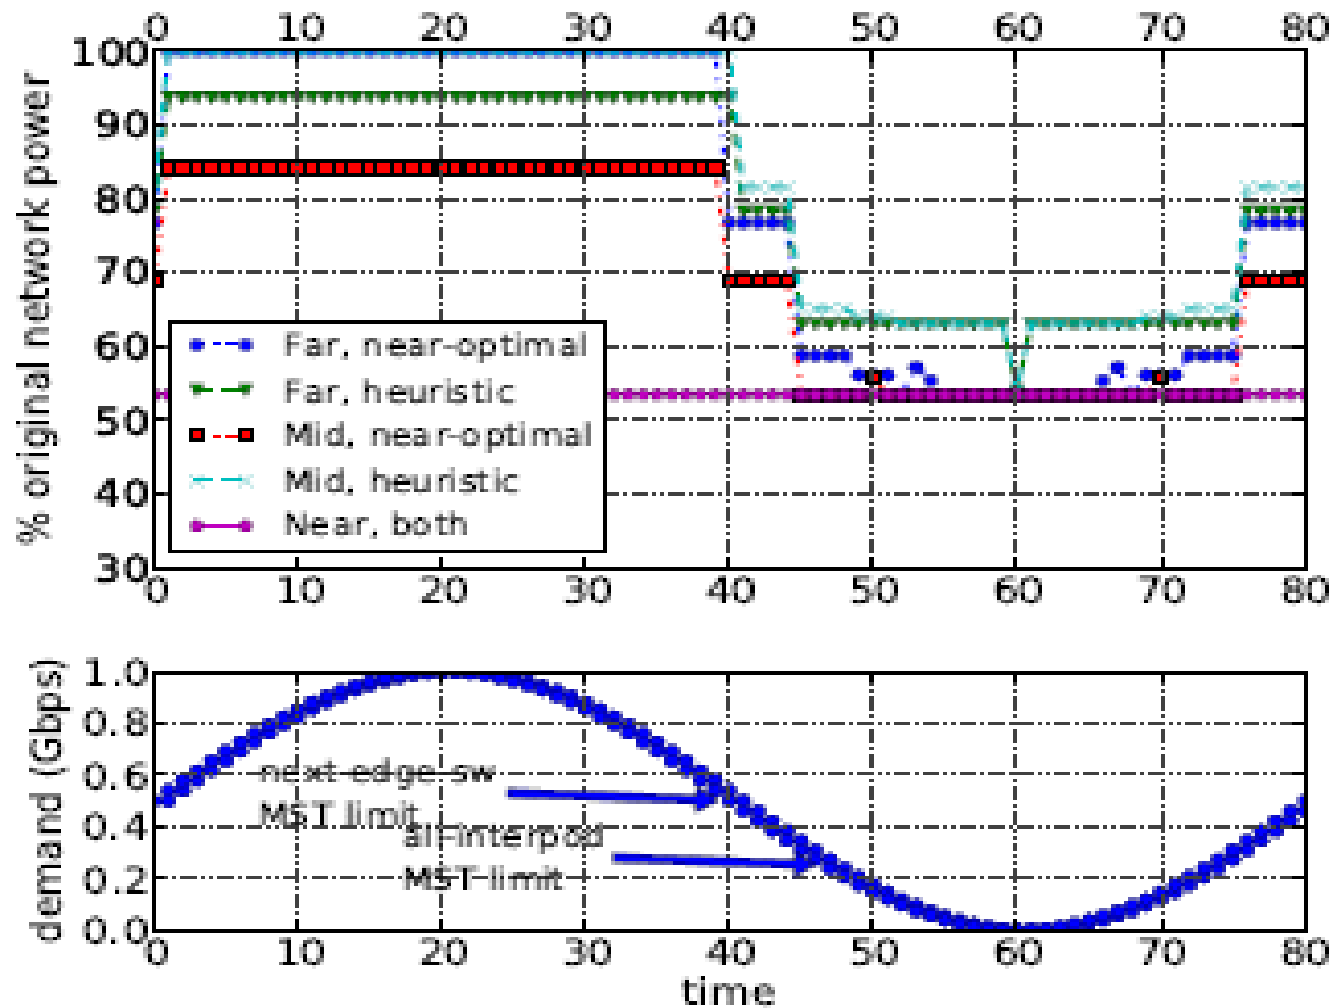 0 10 20 30 40 50 60 70 80
100
90
80
70
60
50
40
30
% original network power
Far, near-optimal
Far, heuristic
Mid, near-optimal
Mid, heuristic
Near, both
0 10 20 30 40 50 60 70 80
1.0
0.8
0.6
0.4
0.2
0.0
demand (Gbps)
next edge sw
MST limit
all-interpod
MST limit
0 10 20 30 40 50 60 70 80
time